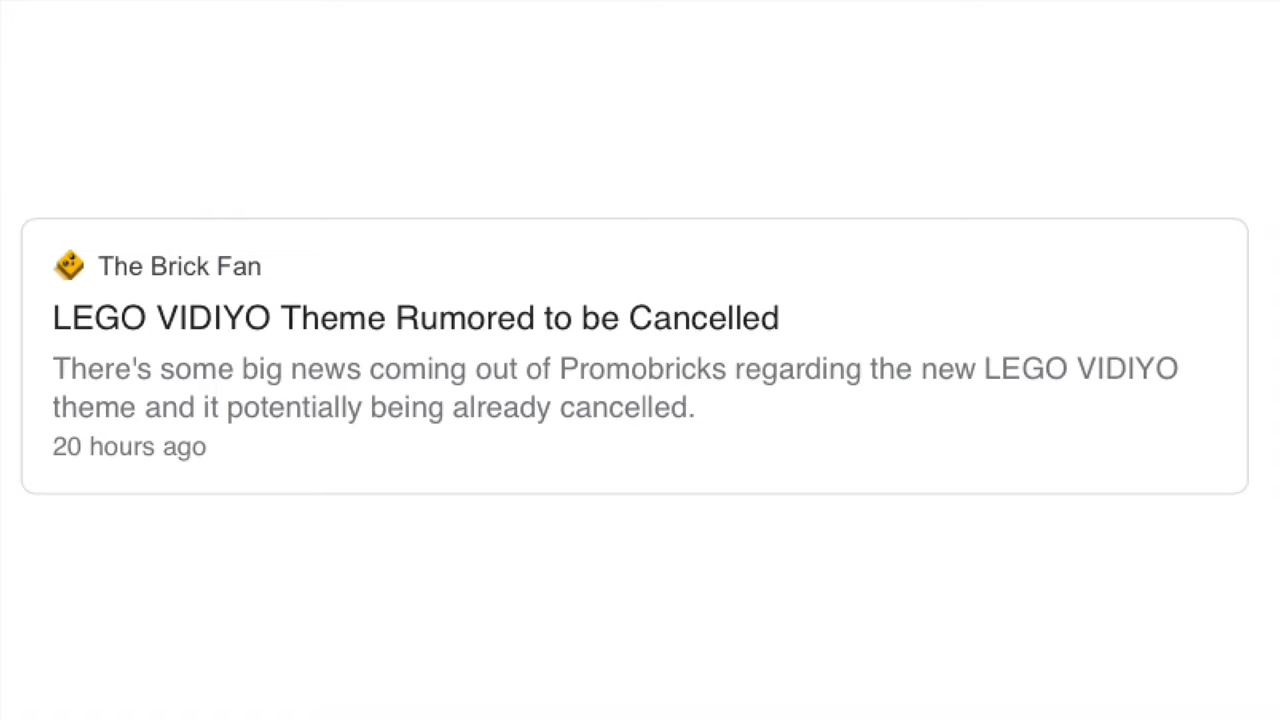 The Brick Fan
LEGO VIDIYO Theme Rumored to be Cancelled
There's some big news coming out of Promobricks regarding the new LEGO VIDIYO
theme and it potentially being already cancelled.
20 hours ago